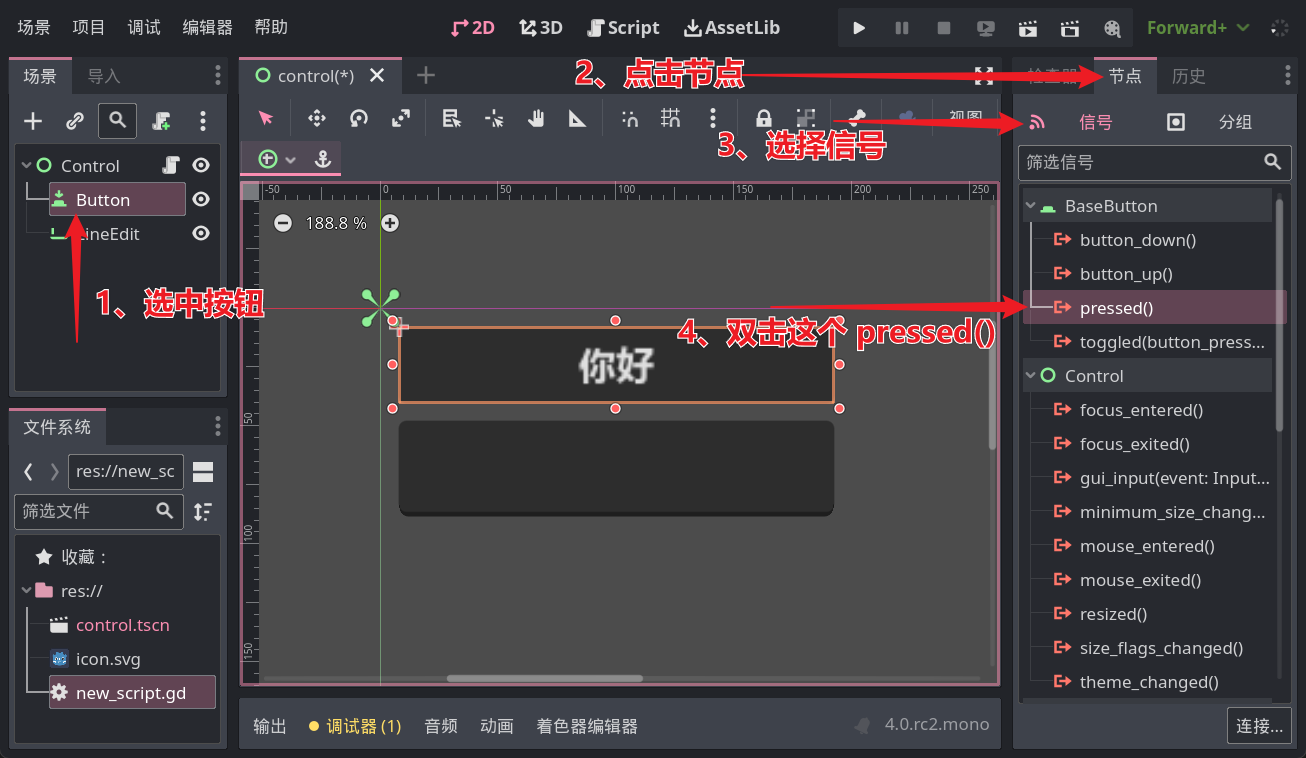 场景 项目 调试 编辑器 帮助 2D 3D Script AssetLib Forward+
场景 导入
control(*)
2、点击节点
检查器 节点 历史
视图
3、选择信号
信号 分组
筛选信号
Control
Button
LineEdit
1、选中按钮
-50 0 50 100 150 200 250
188.8 %
50
100
150
你好
4、双击这个 pressed()
BaseButton
button_down()
button_up()
pressed()
toggled(button_press...
Control
focus_entered()
focus_exited()
gui_input(event: Input...
minimum_size_chang...
mouse_entered()
mouse_exited()
resized()
size_flags_changed()
theme_changed()
连接...
文件系统
res://new_sc
筛选文件
收藏：
res://
control.tscn
icon.svg
new_script.gd
输出 调试器 (1) 音频 动画 着色器编辑器 4.0.rc2.mono